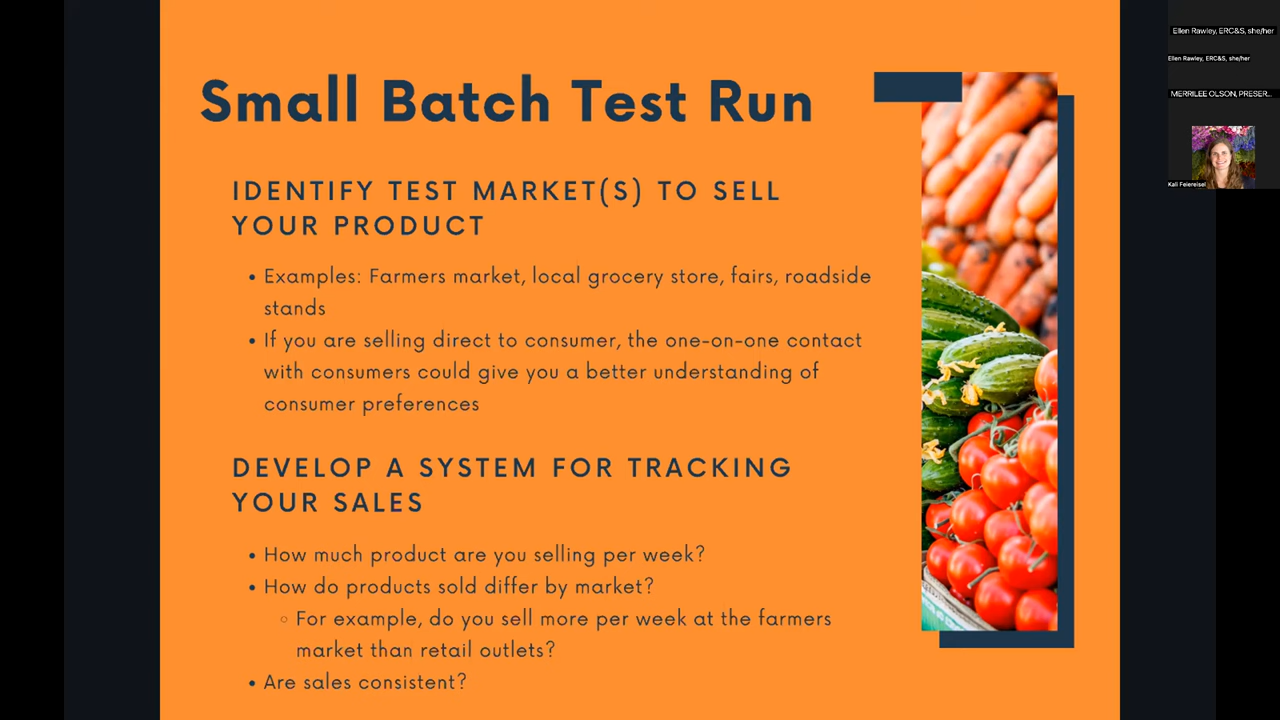 Small Batch Test Run
IDENTIFY TEST MARKET(S) TO SELL
YOUR PRODUCT
• Examples: Farmers market, local grocery store, fairs, roadside
stands
• If you are selling direct to consumer, the one-on-one contact
with consumers could give you a better understanding of
consumer preferences
DEVELOP A SYSTEM FOR TRACKING
YOUR SALES
• How much product are you selling per week?
• How do products sold differ by market?
◦ For example, do you sell more per week at the farmers
market than retail outlets?
• Are sales consistent?
Ellen Rawley, ERC&S, she/her
Ellen Rawley, ERC&S, she/her
MERRILEE OLSON, PRESER...
Kali Feiereisel